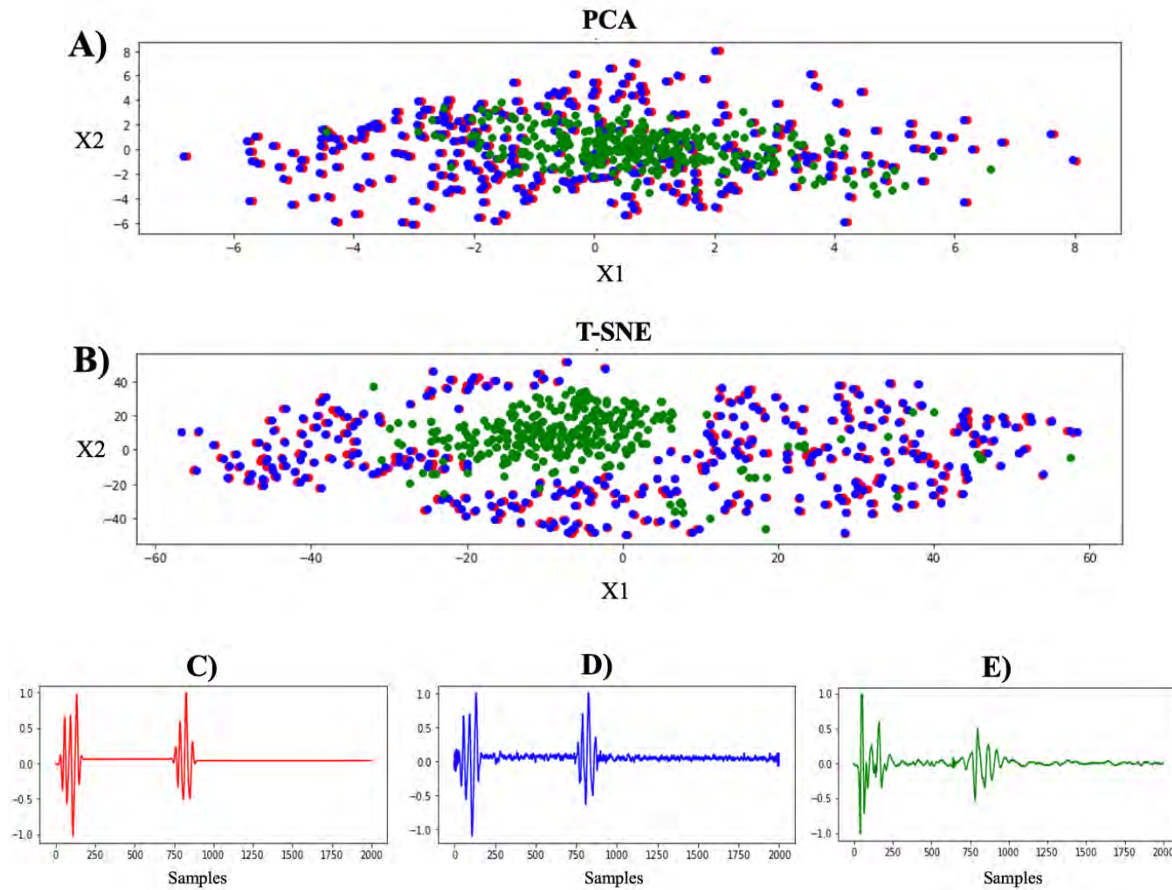 PCA
A)
8
6
4
2
0
−2
−4
−6
X2
−6 −4 −2 0 2 4 6 8
X1
T-SNE
B)
40
20
0
−20
−40
X2
−60 −40 −20 0 20 40 60
X1
C) D) E)
1.0 1.0 1.0
0.5 0.5 0.5
0.0 0.0 0.0
−0.5 −0.5 −0.5
−1.0 −1.0 −1.0
0 250 500 750 1000 1250 1500 1750 2000 0 250 500 750 1000 1250 1500 1750 2000 0 250 500 750 1000 1250 1500 1750 2000
Samples Samples Samples